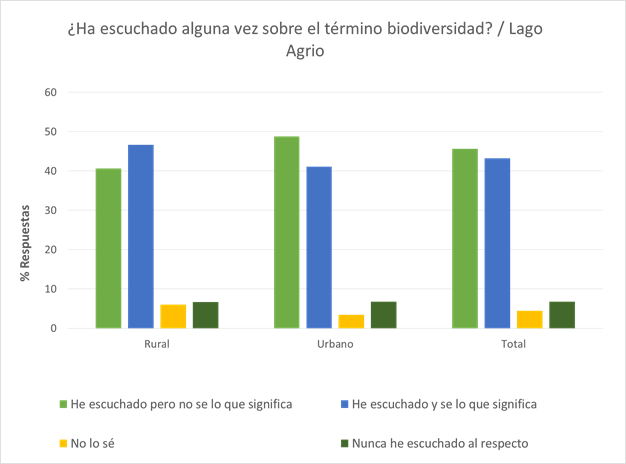 ¿Ha escuchado alguna vez sobre el término biodiversidad? / Lago
Agrio
60
50
40
30
20
10
0
% Respuestas
Rural
Urbano
Total
He escuchado pero no se lo que significa
He escuchado y se lo que significa
No lo sé
Nunca he escuchado al respecto